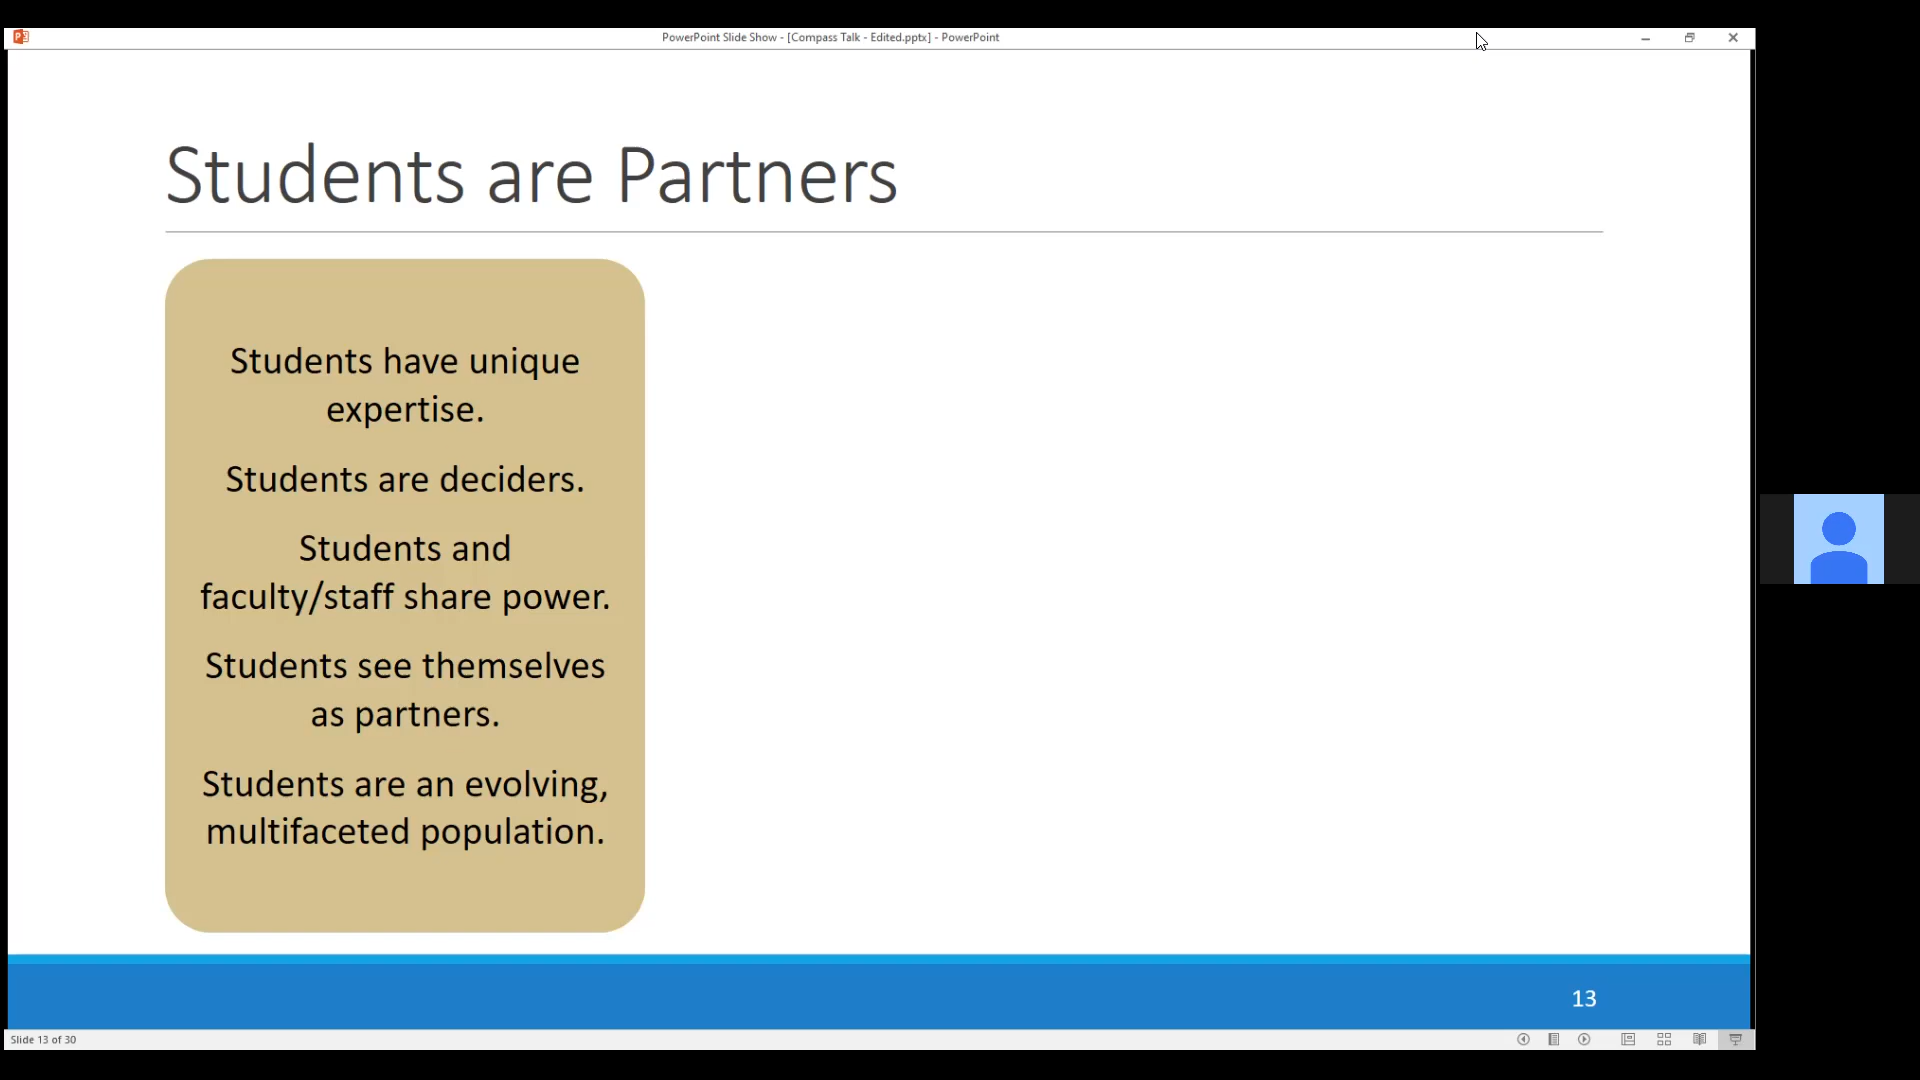 PowerPoint Slide Show - [Compass Talk - Edited.pptx] - PowerPoint
Students are Partners
Students have unique
expertise.
Students are deciders.
Students and
faculty/staff share power.
Students see themselves
as partners.
Students are an evolving,
multifaceted population.
13
Slide 13 of 30